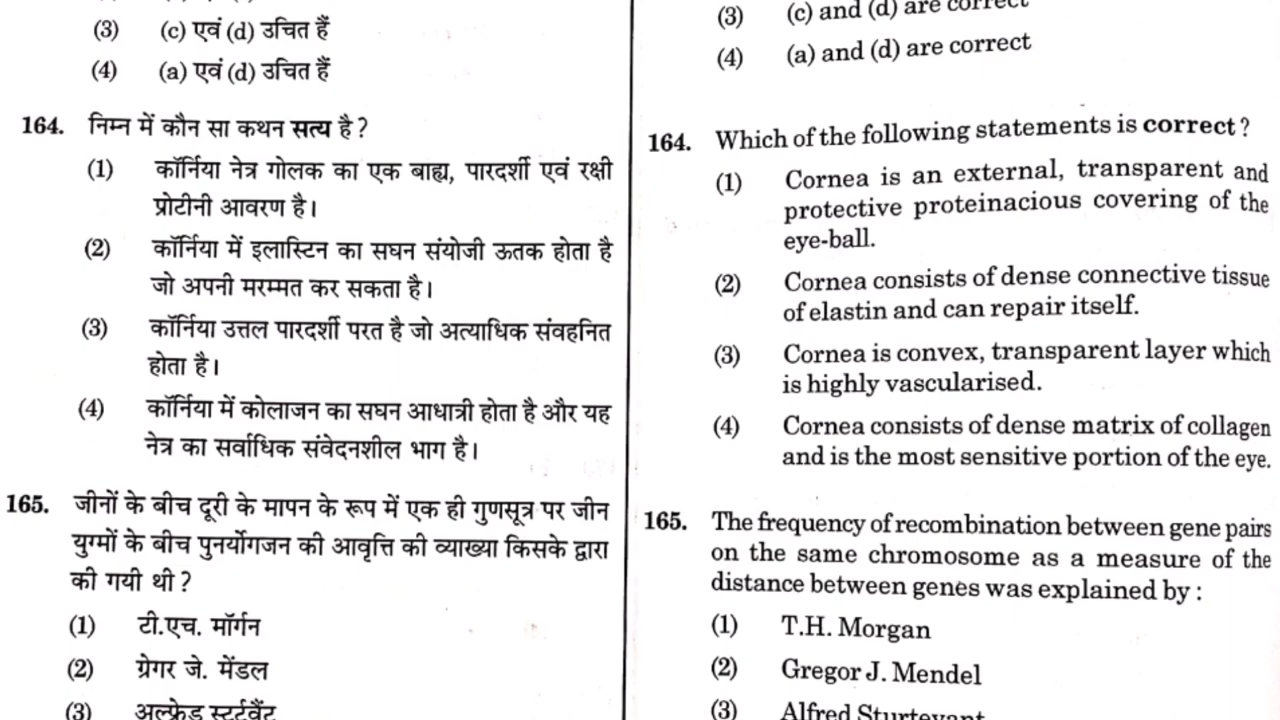 (3) (c) एवं (d) उचित हैं
(4) (a) एवं (d) उचित हैं
164. निम्न में कौन सा कथन सत्य है ?
(1) कॉर्निया नेत्र गोलक का एक बाह्य, पारदर्शी एवं रक्षी
प्रोटीनी आवरण है।
(2) कॉर्निया में इलास्टिन का सघन संयोजी ऊतक होता है
जो अपनी मरम्मत कर सकता है।
(3) कॉर्निया उत्तल पारदर्शी परत है जो अत्याधिक संवहनित
होता है।
(4) कॉर्निया में कोलाजन का सघन आधात्री होता है और यह
नेत्र का सर्वाधिक संवेदनशील भाग है।
165. जीनों के बीच दूरी के मापन के रूप में एक ही गुणसूत्र पर जीन
युग्मों के बीच पुनर्योगजन की आवृत्ति की व्याख्या किसके द्वारा
की गयी थी ?
(1) टी.एच. मॉर्गन
(2) ग्रेगर जे. मेंडल
(3) अल्फ्रेड स्टर्टवैंट
(3) (c) and (d) are correct
(4) (a) and (d) are correct
164. Which of the following statements is correct ?
(1) Cornea is an external, transparent and
protective proteinacious covering of the
eye-ball.
(2) Cornea consists of dense connective tissue
of elastin and can repair itself.
(3) Cornea is convex, transparent layer which
is highly vascularised.
(4) Cornea consists of dense matrix of collagen
and is the most sensitive portion of the eye.
165. The frequency of recombination between gene pairs
on the same chromosome as a measure of the
distance between genes was explained by :
(1) T.H. Morgan
(2) Gregor J. Mendel
(3) Alfred Sturtevant